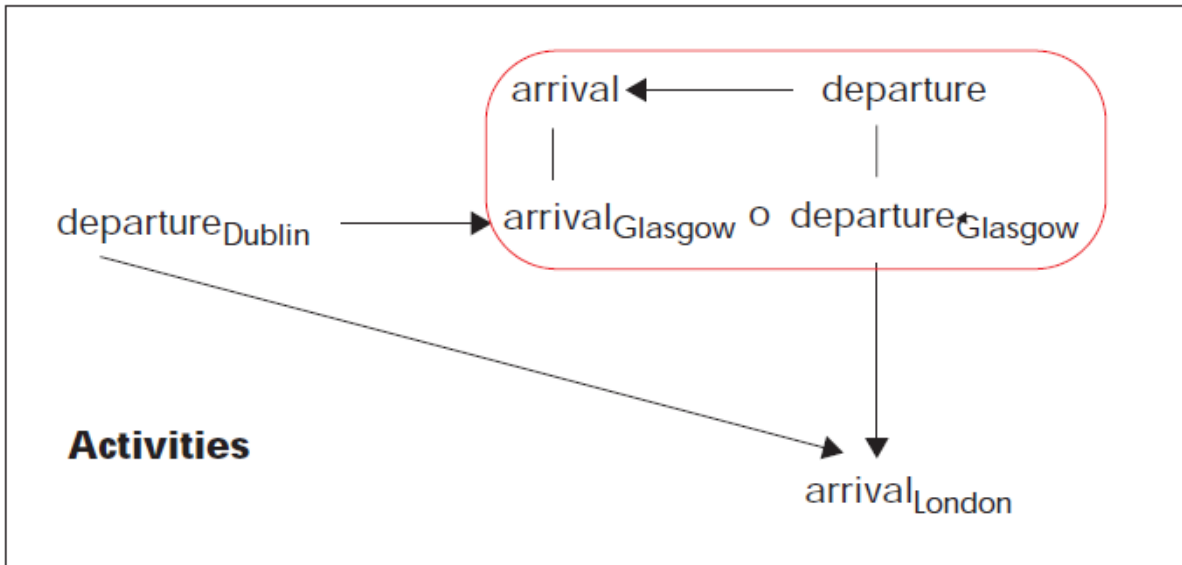 arrival departure
departureDublin arrivalGlasgow o departureGlasgow
Activities
arrivalLondon